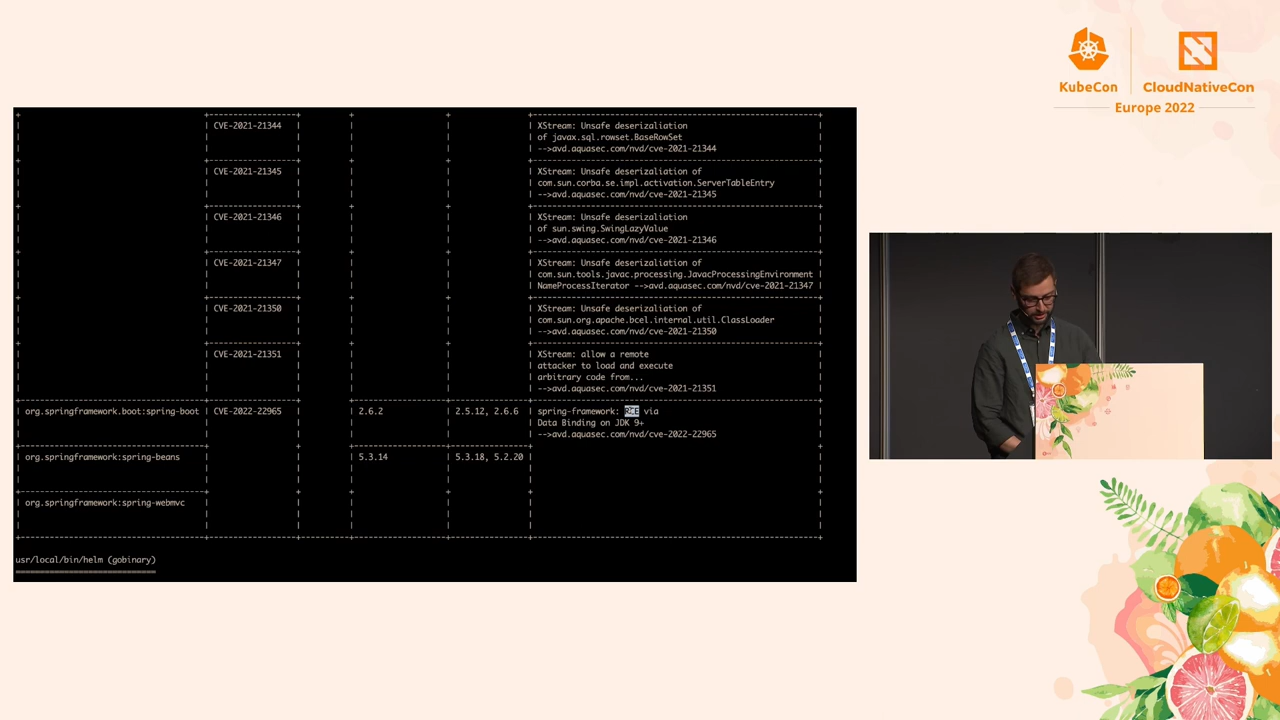 KubeCon
CloudNativeCon
Europe 2022
CVE-2021-21344
XStream: Unsafe deserizaliation
of javax.sql.rowset.BaseRowSet
-->avd.aquasec.com/nvd/cve-2021-21344
CVE-2021-21345
XStream: Unsafe deserizaliation of
com.sun.corba.se.impl.activation.ServerTableEntry
-->avd.aquasec.com/nvd/cve-2021-21345
CVE-2021-21346
XStream: Unsafe deserizaliation
of sun.swing.SwingLazyValue
-->avd.aquasec.com/nvd/cve-2021-21346
CVE-2021-21347
XStream: Unsafe deserizaliation of
com.sun.tools.javac.processing.JavacProcessingEnvironment
NameProcessIterator -->avd.aquasec.com/nvd/cve-2021-21347
CVE-2021-21350
XStream: Unsafe deserizaliation of
com.sun.org.apache.bcel.internal.util.ClassLoader
-->avd.aquasec.com/nvd/cve-2021-21350
CVE-2021-21351
XStream: allow a remote
attacker to load and execute
arbitrary code from...
-->avd.aquasec.com/nvd/cve-2021-21351
org.springframework.boot:spring-boot CVE-2022-22965 2.6.2 2.5.12, 2.6.6 spring-framework: RCE via
Data Binding on JDK 9+
-->avd.aquasec.com/nvd/cve-2022-22965
org.springframework:spring-beans 5.3.14 5.3.18, 5.2.20
org.springframework:spring-webmvc
usr/local/bin/helm (gobinary)